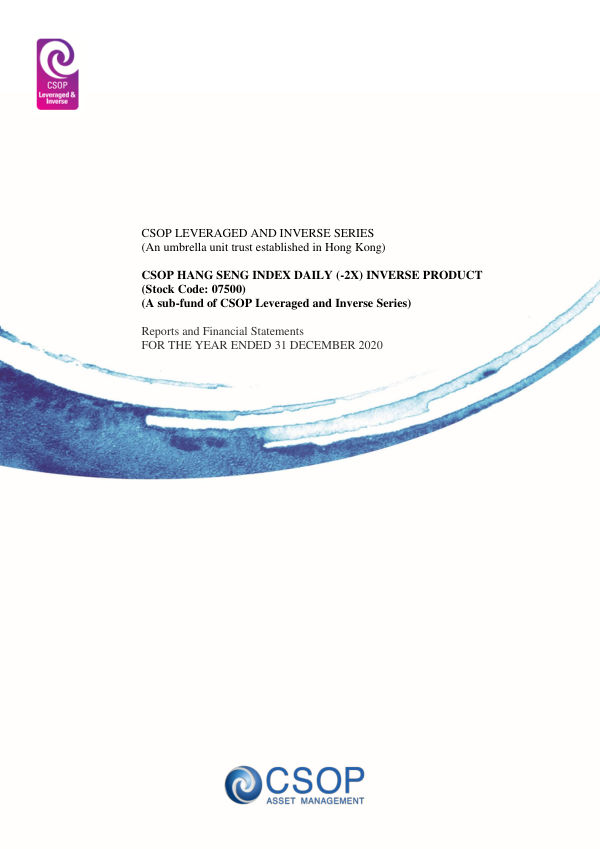 CSOP
Leveraged &
Inverse
CSOP LEVERAGED AND INVERSE SERIES
(An umbrella unit trust established in Hong Kong)
CSOP HANG SENG INDEX DAILY (-2X) INVERSE PRODUCT
(Stock Code: 07500)
(A sub-fund of CSOP Leveraged and Inverse Series)
Reports and Financial Statements
FOR THE YEAR ENDED 31 DECEMBER 2020
CSOP
ASSET MANAGEMENT